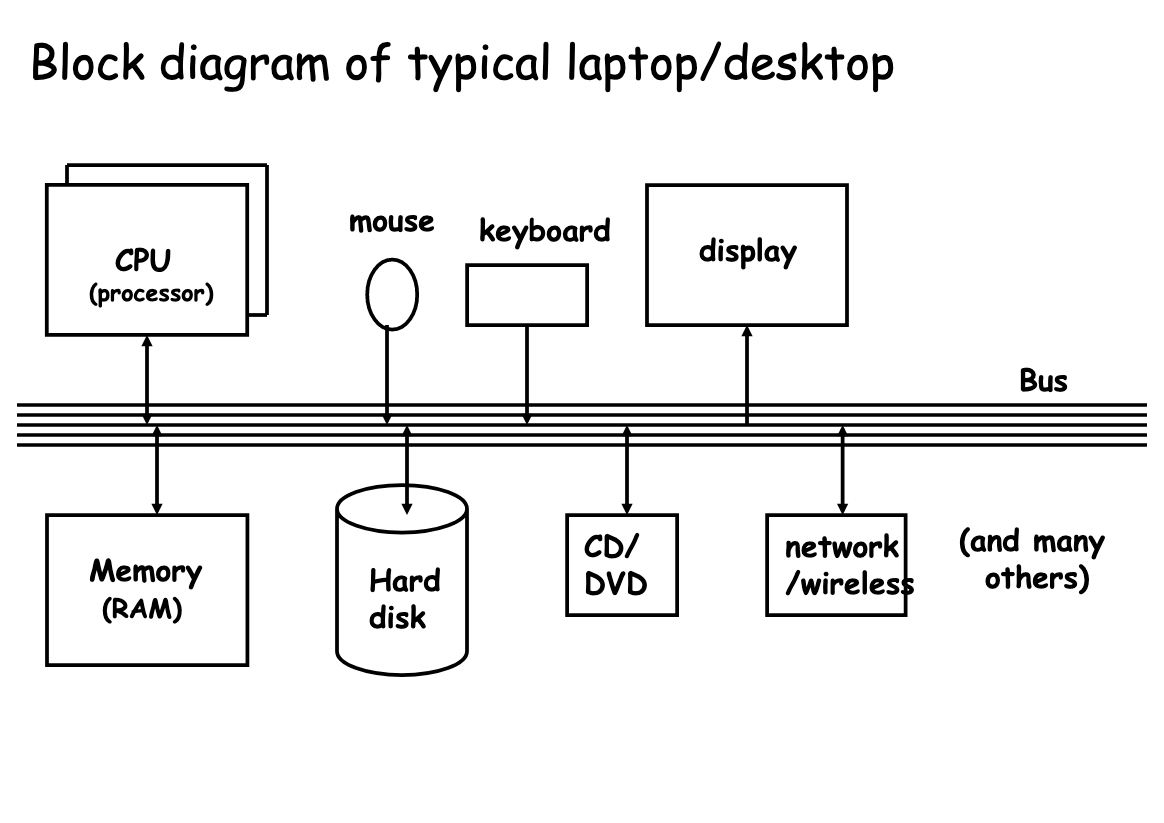 Block diagram of typical laptop/desktop
CPU
(processor)
mouse
keyboard
display
Bus
Memory
(RAM)
Hard
disk
CD/
DVD
network
/wireless
(and many
others)